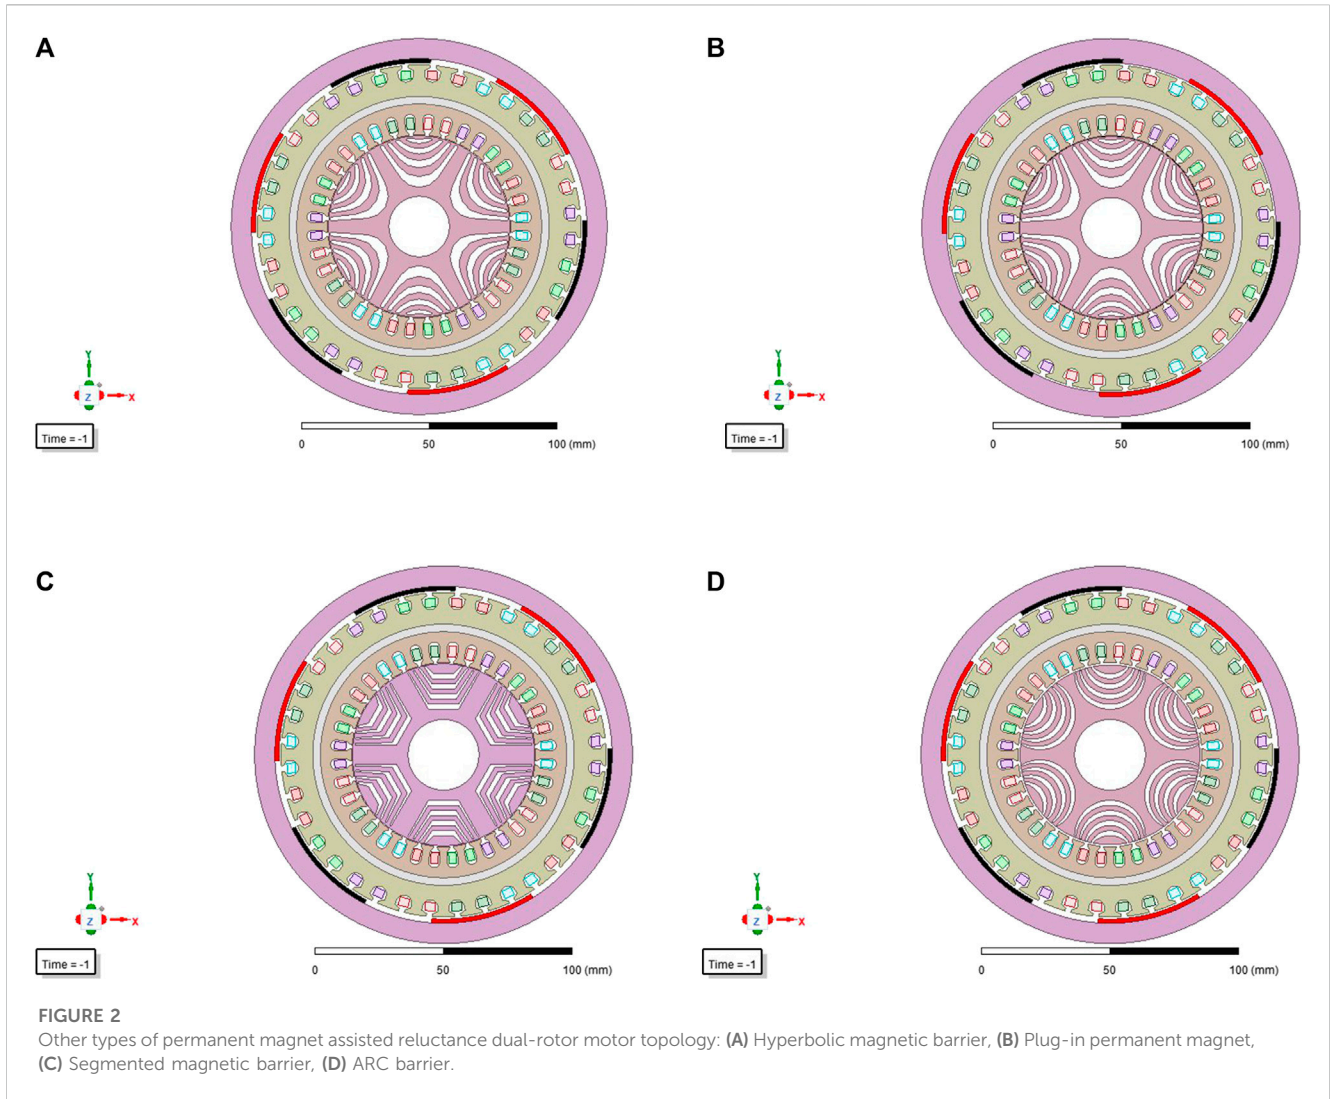 A
B
Y
Z
X
Time = -1
0
50
100 (mm)
Y
Z
X
Time = -1
0
50
100 (mm)
C
D
Y
Z
X
Time = -1
0
50
100 (mm)
Y
Z
X
Time = -1
0
50
100 (mm)
FIGURE 2
Other types of permanent magnet assisted reluctance dual-rotor motor topology: (A) Hyperbolic magnetic barrier, (B) Plug-in permanent magnet,
(C) Segmented magnetic barrier, (D) ARC barrier.